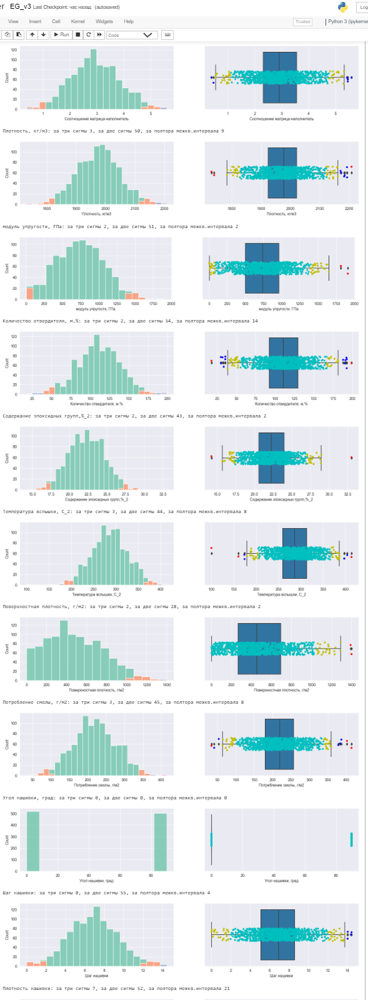 er EG_v3 Last Checkpoint: час назад (autosaved)
Log
View Insert Cell Kernel Widgets Help
Trusted
Python 3 (ipykernel
Run Code
120 100 80 60 40 20 0
Count
1 2 3 4 5
Соотношение матрица-наполнитель
1 2 3 4 5
Соотношение матрица-наполнитель
Плотность, кг/м3: за три сигмы 3, за две сигмы 50, за полтора межкв.интервала 9
100 80 60 40 20 0
Count
1800 1900 2000 2100 2200
Плотность, кг/м3
1800 1900 2000 2100 2200
Плотность, кг/м3
модуль упругости, ГПа: за три сигмы 2, за две сигмы 51, за полтора межкв.интервала 2
100 80 60 40 20 0
Count
0 250 500 750 1000 1250 1500 1750 2000
модуль упругости, ГПа
0 250 500 750 1000 1250 1500 1750 2000
модуль упругости, ГПа
Количество отвердителя, м.%: за три сигмы 2, за две сигмы 54, за полтора межкв.интервала 14
120 100 80 60 40 20 0
Count
25 50 75 100 125 150 175 200
Количество отвердителя, м.%
25 50 75 100 125 150 175 200
Количество отвердителя, м.%
Содержание эпоксидных групп,%_2: за три сигмы 2, за две сигмы 43, за полтора межкв.интервала 2
100 80 60 40 20 0
Count
15.0 17.5 20.0 22.5 25.0 27.5 30.0 32.5
Содержание эпоксидных групп,%_2
15.0 17.5 20.0 22.5 25.0 27.5 30.0 32.5
Содержание эпоксидных групп,%_2
Температура вспышки, С_2: за три сигмы 3, за две сигмы 44, за полтора межкв.интервала 8
100 80 60 40 20 0
Count
100 150 200 250 300 350 400
Температура вспышки, С_2
100 150 200 250 300 350 400
Температура вспышки, С_2
Поверхностная плотность, г/м2: за три сигмы 2, за две сигмы 28, за полтора межкв.интервала 2
120 100 80 60 40 20 0
Count
0 200 400 600 800 1000 1200 1400
Поверхностная плотность, г/м2
0 200 400 600 800 1000 1200 1400
Поверхностная плотность, г/м2
Потребление смолы, г/м2: за три сигмы 3, за две сигмы 45, за полтора межкв.интервала 8
100 80 60 40 20 0
Count
50 100 150 200 250 300 350 400
Потребление смолы, г/м2
50 100 150 200 250 300 350 400
Потребление смолы, г/м2
Угол нашивки, град: за три сигмы 0, за две сигмы 0, за полтора межкв.интервала 0
500 400 300 200 100 0
Count
0 20 40 60 80
Угол нашивки, град
0 20 40 60 80
Угол нашивки, град
Шаг нашивки: за три сигмы 0, за две сигмы 55, за полтора межкв.интервала 4
120 100 80 60 40 20 0
Count
0 2 4 6 8 10 12 14
Шаг нашивки
0 2 4 6 8 10 12 14
Шаг нашивки
Плотность нашивки: за три сигмы 7, за две сигмы 52, за полтора межкв.интервала 21